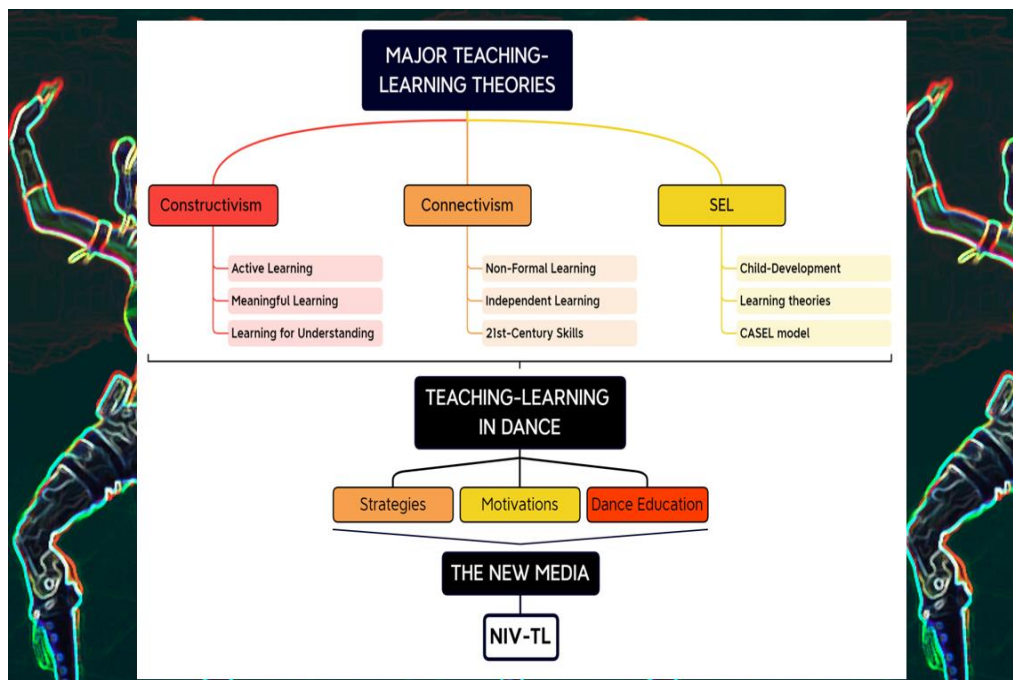 MAJOR TEACHING-
LEARNING THEORIES
Constructivism
Connectivism
SEL
Active Learning
Meaningful Learning
Learning for Understanding
Non-Formal Learning
Independent Learning
21st-Century Skills
Child-Development
Learning theories
CASEL model
TEACHING-LEARNING
IN DANCE
Strategies
Motivations
Dance Education
THE NEW MEDIA
NIV-TL